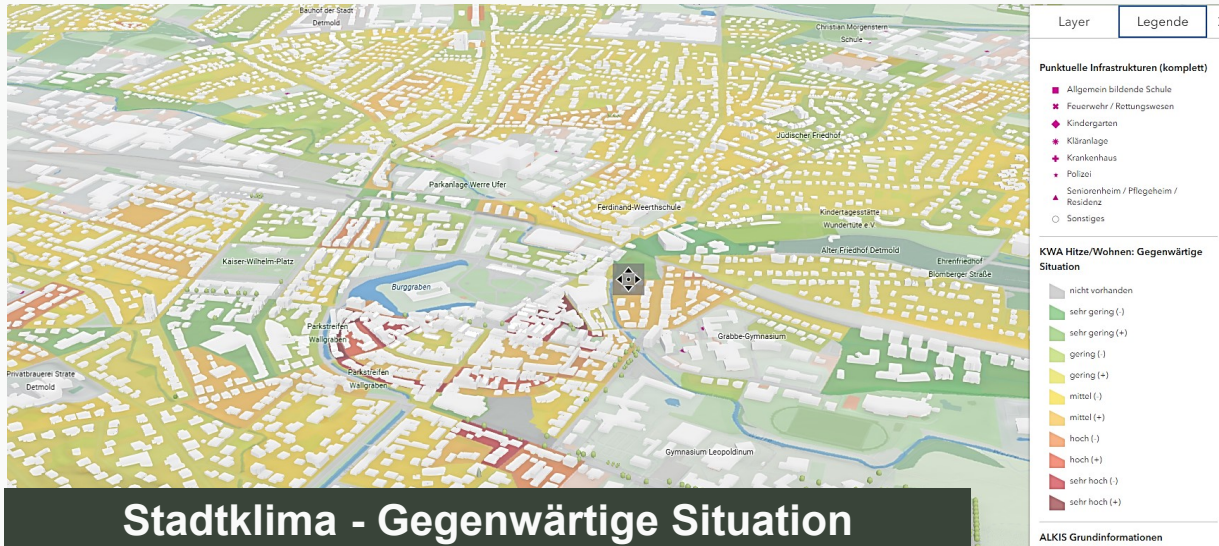 Bauhof der Stadt
Detmold
Christian Morgenstern
Schule
Jüdischer Friedhof
Parkanlage Werre Ufer
Ferdinand-Weerthschule
Kindertagesstätte
Wundertüte e.V
Alter Friedhof Detmold
Kaiser-Wilhelm-Platz
Ehrenfriedhof
Blomberger Straße
Burggraben
Parkstreifen
Wallgraben
Grabbe-Gymnasium
Parkstreifen
Wallgraben
Privatbrauerei Strate
Detmold
Gymnasium Leopoldinum
Stadtklima - Gegenwärtige Situation
Layer
Legende
Punktuelle Infrastrukturen (komplett)
Allgemein bildende Schule
Feuerwehr / Rettungswesen
Kindergarten
Kläranlage
Krankenhaus
Polizei
Seniorenheim / Pflegeheim /
Residenz
Sonstiges
KWA Hitze/Wohnen: Gegenwärtige
Situation
nicht vorhanden
sehr gering (-)
sehr gering (+)
gering (-)
gering (+)
mittel (-)
mittel (+)
hoch (-)
hoch (+)
sehr hoch (-)
sehr hoch (+)
ALKIS Grundinformationen